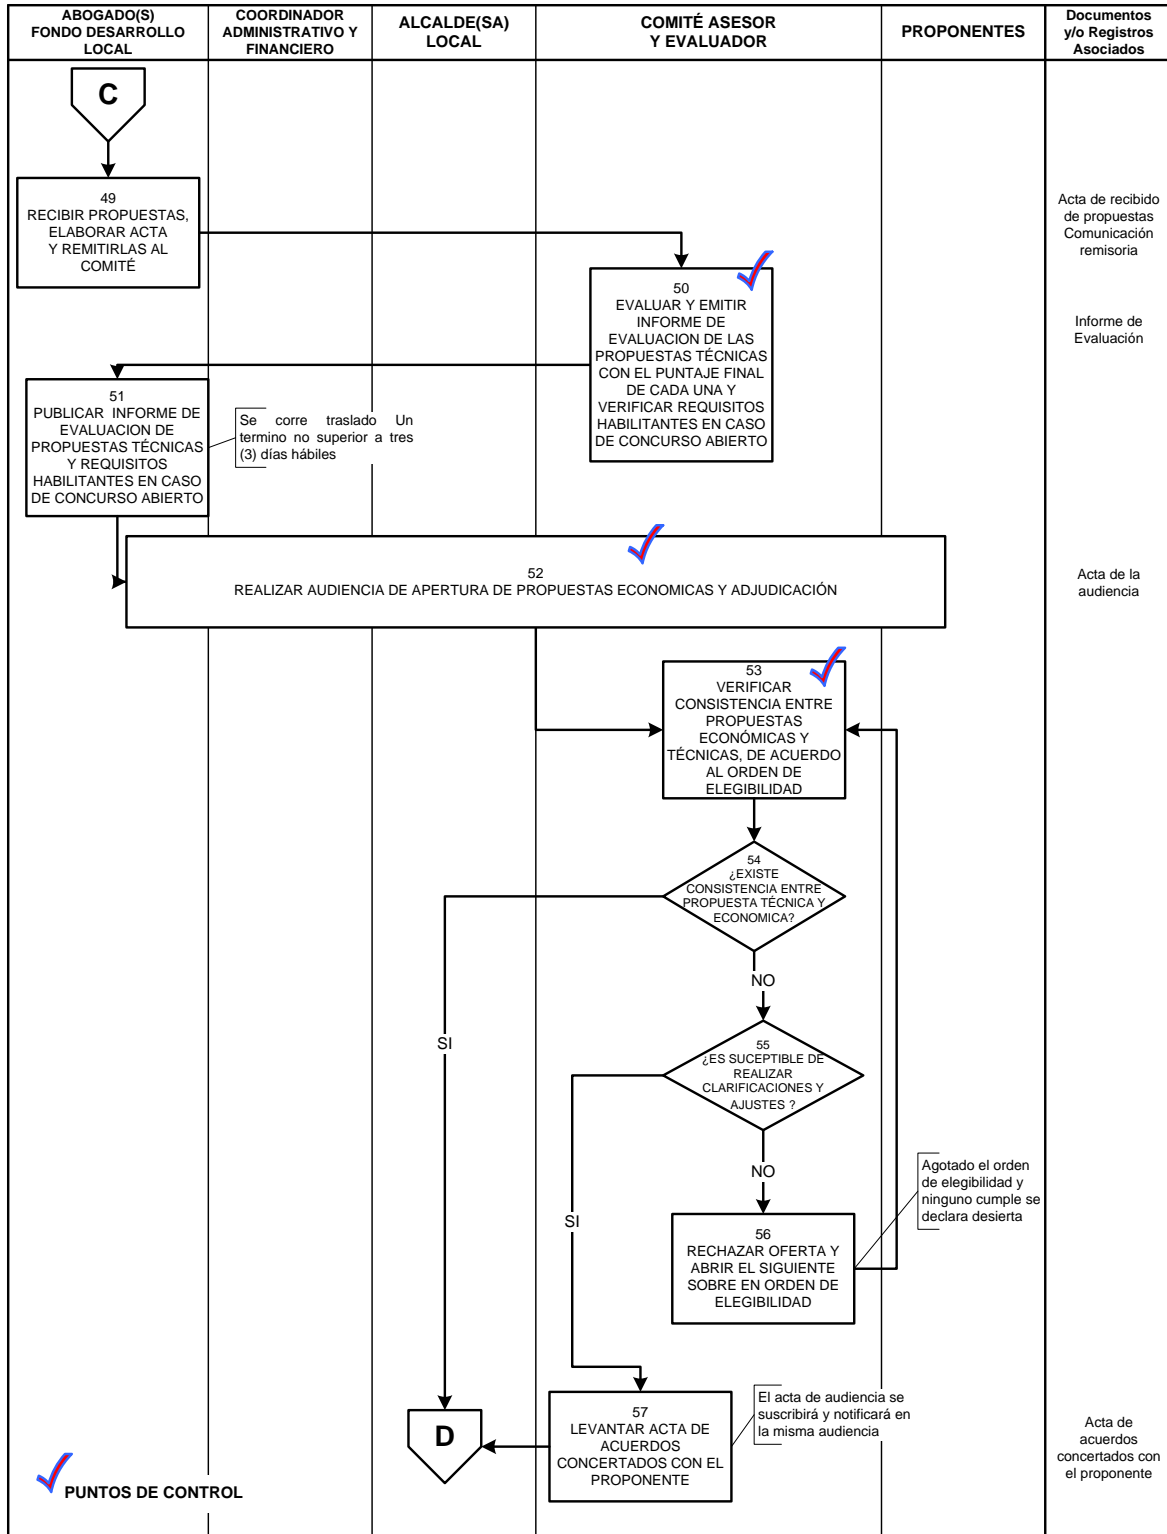 ABOGADO(S)
FONDO DESARROLLO
LOCAL
COORDINADOR
ADMINISTRATIVO Y
FINANCIERO
ALCALDE(SA)
LOCAL
COMITÉ ASESOR
Y EVALUADOR
PROPONENTES
Documentos
y/o Registros
Asociados
C
49
RECIBIR PROPUESTAS,
ELABORAR ACTA
Y REMITIRLAS AL
COMITÉ
Acta de recibido
de propuestas
Comunicación
remisoria
50
EVALUAR Y EMITIR
INFORME DE
EVALUACION DE LAS
PROPUESTAS TÉCNICAS
CON EL PUNTAJE FINAL
DE CADA UNA Y
VERIFICAR REQUISITOS
HABILITANTES EN CASO
DE CONCURSO ABIERTO
Informe de
Evaluación
51
PUBLICAR INFORME DE
EVALUACION DE
PROPUESTAS TÉCNICAS
Y REQUISITOS
HABILITANTES EN CASO
DE CONCURSO ABIERTO
Se corre traslado Un
termino no superior a tres
(3) días hábiles
52
REALIZAR AUDIENCIA DE APERTURA DE PROPUESTAS ECONOMICAS Y ADJUDICACIÓN
Acta de la
audiencia
53
VERIFICAR
CONSISTENCIA ENTRE
PROPUESTAS
ECONÓMICAS Y
TÉCNICAS, DE ACUERDO
AL ORDEN DE
ELEGIBILIDAD
54
¿EXISTE
CONSISTENCIA ENTRE
PROPUESTA TÉCNICA Y
ECONOMICA?
NO
SI
55
¿ES SUCEPTIBLE DE
REALIZAR
CLARIFICACIONES Y
AJUSTES ?
NO
SI
Agotado el orden
de elegibilidad y
ninguno cumple se
declara desierta
56
RECHAZAR OFERTA Y
ABRIR EL SIGUIENTE
SOBRE EN ORDEN DE
ELEGIBILIDAD
57
LEVANTAR ACTA DE
ACUERDOS
CONCERTADOS CON EL
PROPONENTE
El acta de audiencia se
suscribirá y notificará en
la misma audiencia
D
Acta de
acuerdos
concertados con
el proponente
PUNTOS DE CONTROL